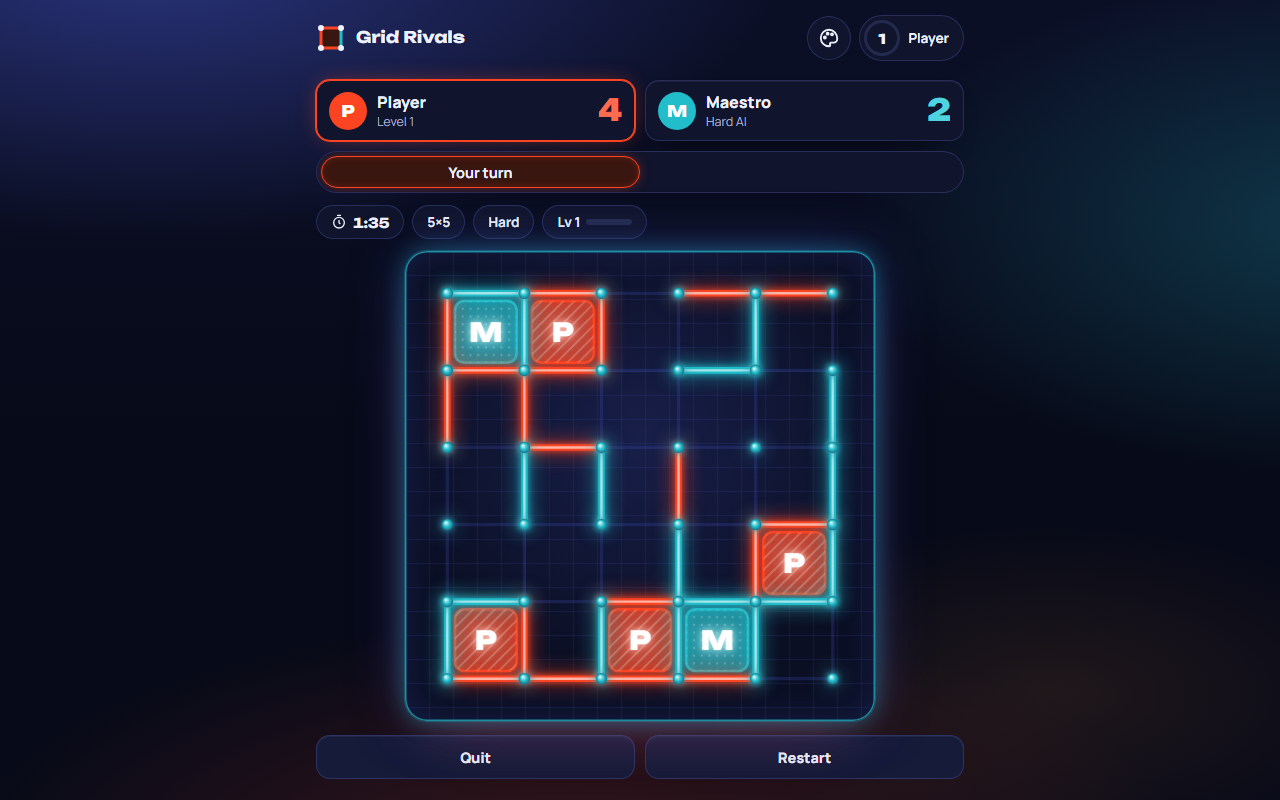 Grid Rivals
1 Player
P Player 4
Level 1
M Maestro 2
Hard AI
Your turn
1:35 5×5 Hard Lv 1
M P
P
P P M
Quit Restart